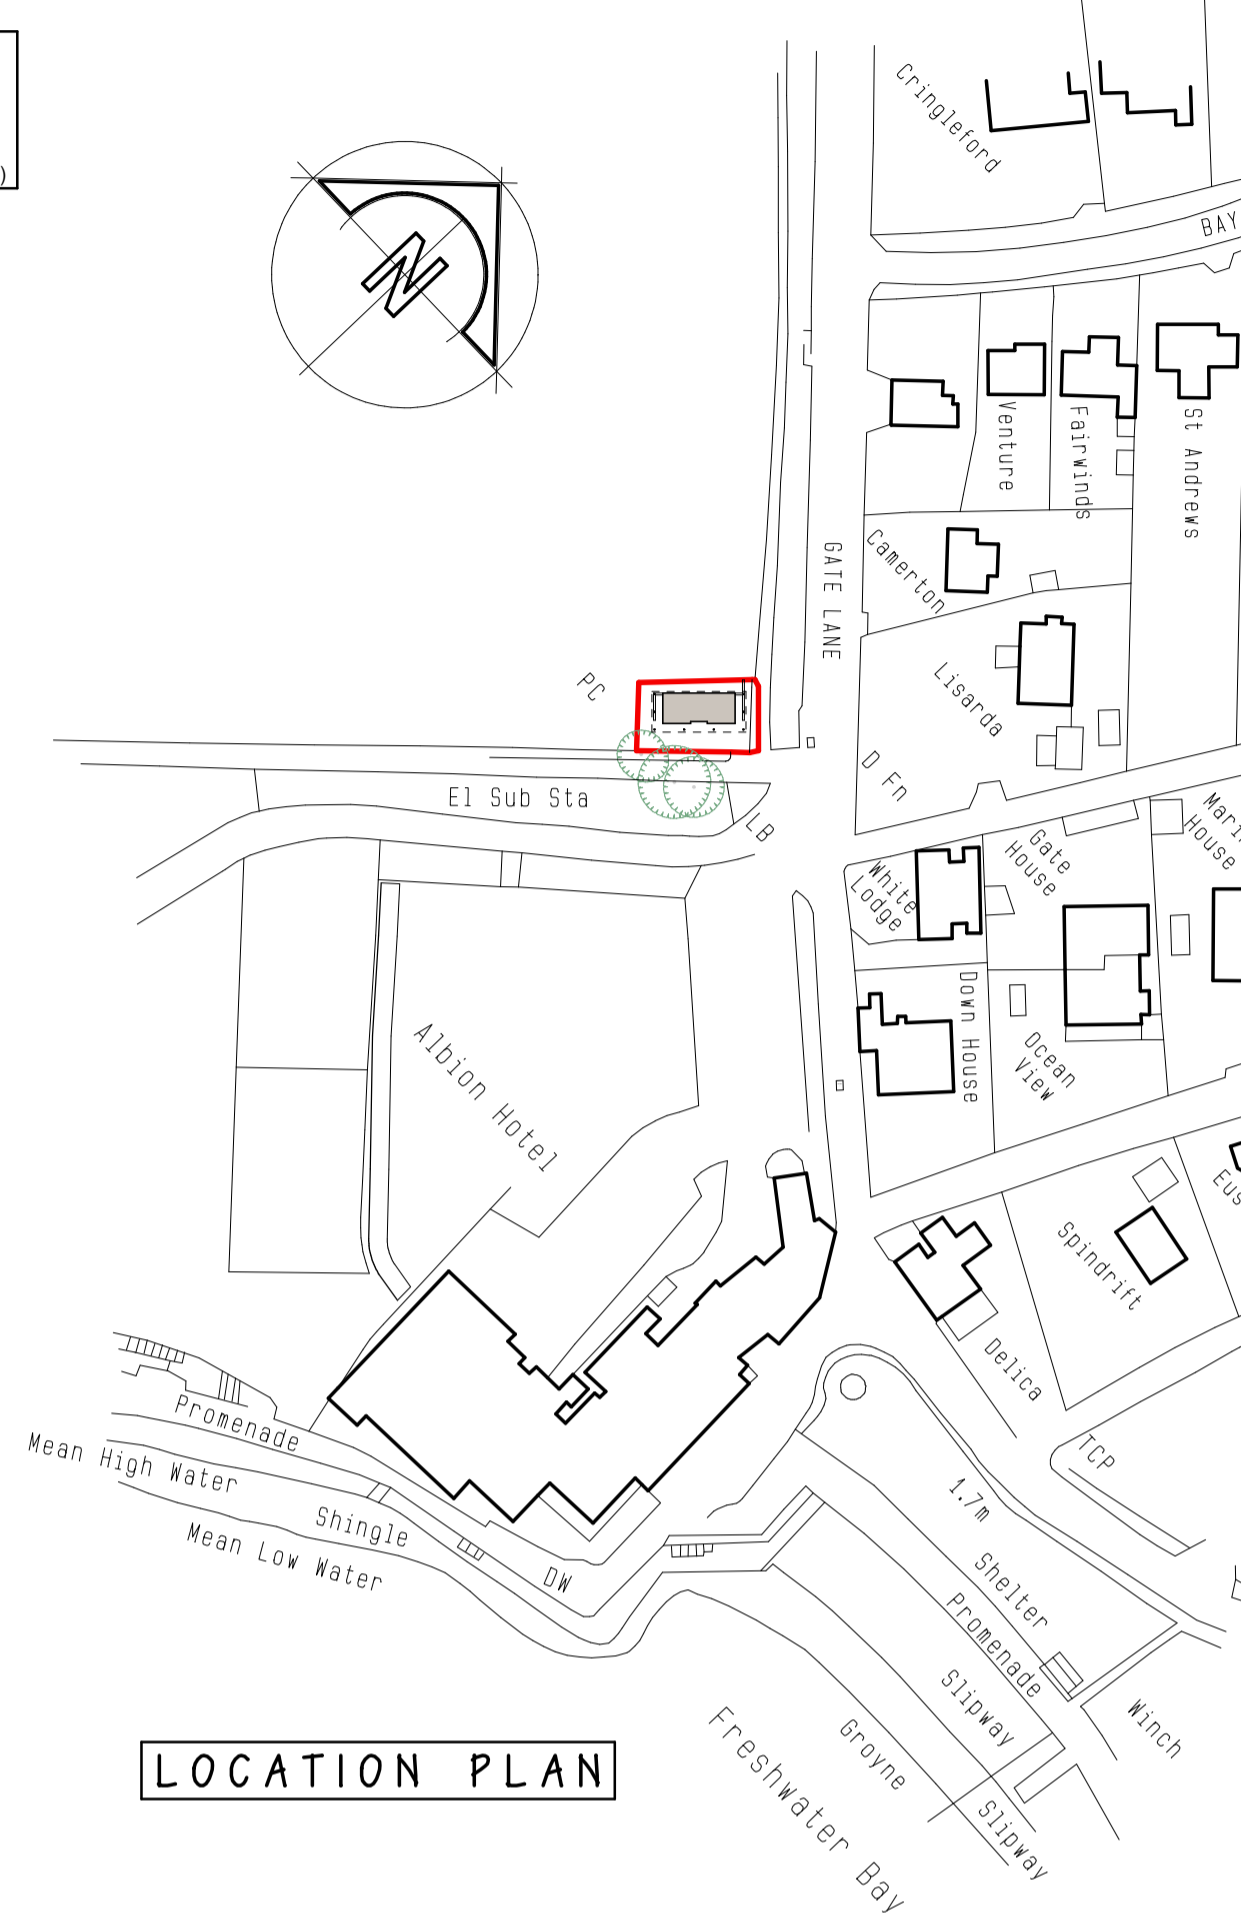 )
Cringleford
BAY
N
Venture
Fairwinds
St Andrews
GATE LANE
Camerton
Lisarda
PC
D Fn
El Sub Sta
LB
White
Lodge
Gate
House
House
Down House
Ocean
View
Albion Hotel
Spindrift
Delica
Promenade
Mean High Water
Shingle
Mean Low Water
DW
TCP
1.7m
Shelter
Promenade
Slipway
Winch
Groyne
Slipway
Freshwater Bay
LOCATION PLAN